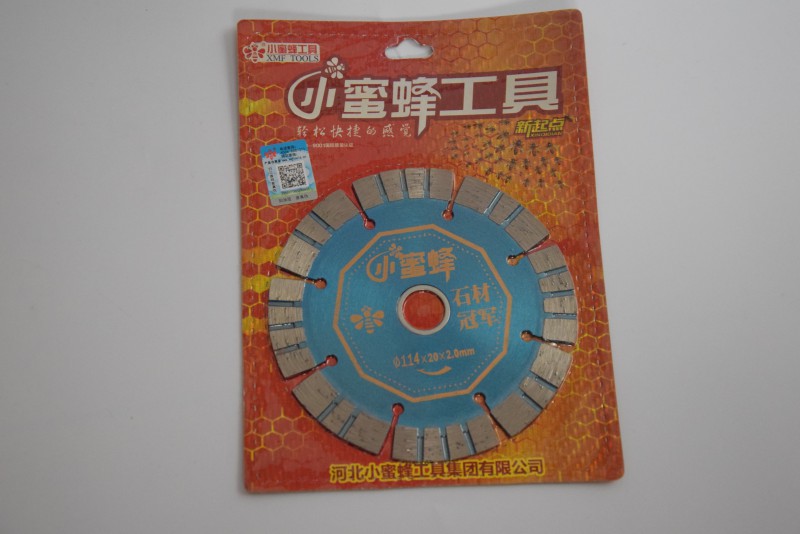 小蜜蜂工具
XMF TOOLS
小蜜蜂工具
轻松快捷的感觉
新起点
小蜜蜂
石材
冠军
φ114×20×2.0mm
河北小蜜蜂工具集团有限公司